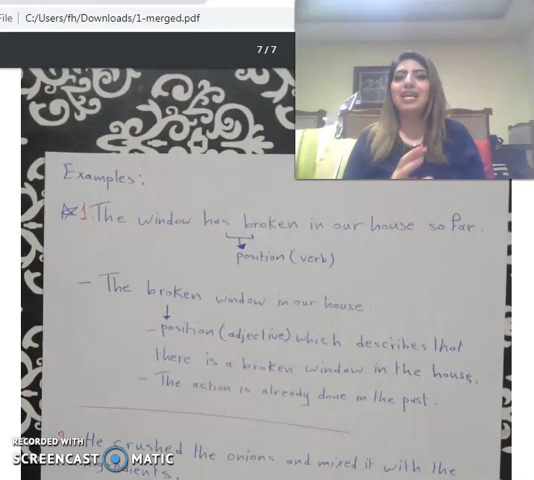 File | C:/Users/fh/Downloads/1-merged.pdf
7/7
Examples:
1. The window has broken in our house so far.
position (verb)
- The broken window in our house.
- position (adjective) which describes that
there is a broken window in the house.
- The action is already done in the past.
He crushed the onions and mixed it with the
RECORDED WITH
SCREENCAST MATIC